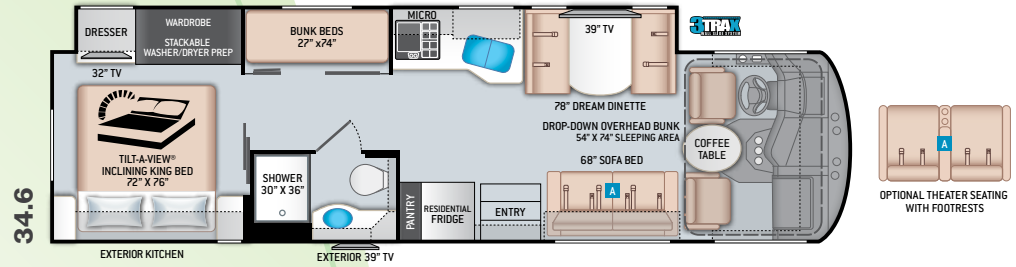 34.6
DRESSER
WARDROBE
STACKABLE
WASHER/DRYER PREP
32" TV
BUNK BEDS
27" x74"
MICRO
39" TV
3TRAX
78" DREAM DINETTE
DROP-DOWN OVERHEAD BUNK
54" X 74" SLEEPING AREA
68" SOFA BED
COFFEE
TABLE
TILT-A-VIEW®
INCLINING KING BED
72" X 76"
SHOWER
30" X 36"
PANTRY
RESIDENTIAL
FRIDGE
ENTRY
A
EXTERIOR KITCHEN
EXTERIOR 39" TV
A
OPTIONAL THEATER SEATING
WITH FOOTRESTS